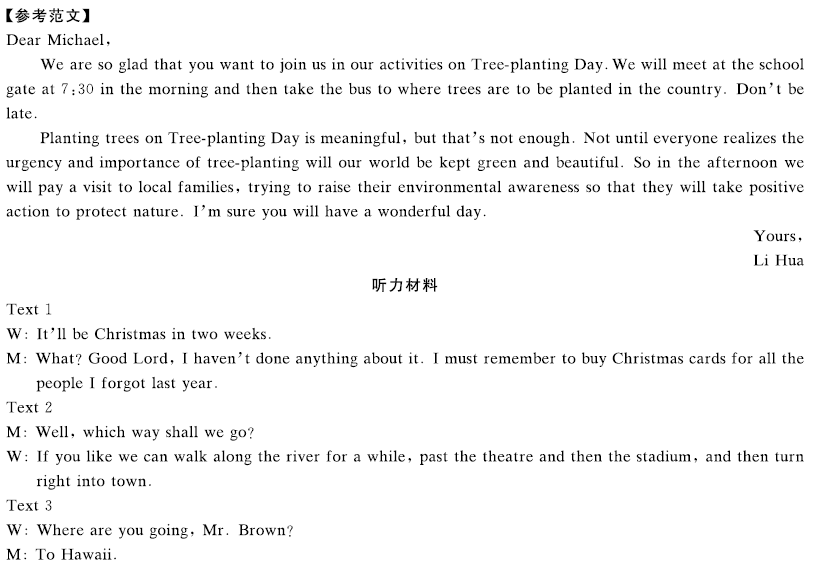 【参考范文】
Dear Michael,
We are so glad that you want to join us in our activities on Tree-planting Day. We will meet at the school
gate at 7:30 in the morning and then take the bus to where trees are to be planted in the country. Don't be
late.
Planting trees on Tree-planting Day is meaningful, but that's not enough. Not until everyone realizes the
urgency and importance of tree-planting will our world be kept green and beautiful. So in the afternoon we
will pay a visit to local families, trying to raise their environmental awareness so that they will take positive
action to protect nature. I'm sure you will have a wonderful day.
Yours,
Li Hua
听力材料
Text 1
W: It'll be Christmas in two weeks.
M: What? Good Lord, I haven't done anything about it. I must remember to buy Christmas cards for all the
people I forgot last year.
Text 2
M: Well, which way shall we go?
W: If you like we can walk along the river for a while, past the theatre and then the stadium, and then turn
right into town.
Text 3
W: Where are you going, Mr. Brown?
M: To Hawaii.